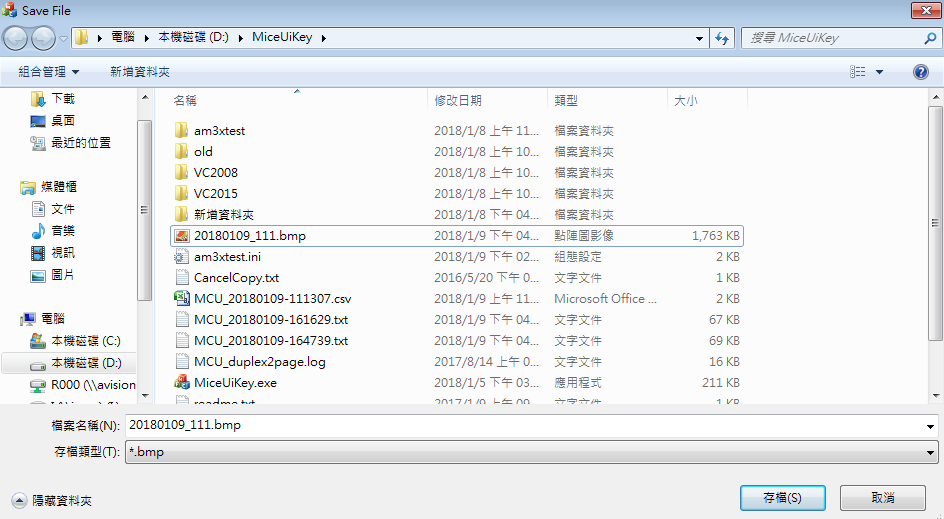 Save File
電腦 本機磁碟 (D:) MiceUiKey
搜尋 MiceUiKey
組合管理 新增資料夾
下載
桌面
最近的位置
媒體櫃
文件
音樂
視訊
圖片
電腦
本機磁碟 (C:)
本機磁碟 (D:)
R000 (\\avision
名稱 修改日期 類型 大小
am3xtest 2018/1/8 上午 11... 檔案資料夾
old 2018/1/8 上午 10... 檔案資料夾
VC2008 2018/1/8 上午 10... 檔案資料夾
VC2015 2018/1/8 上午 10... 檔案資料夾
新增資料夾 2018/1/8 下午 04... 檔案資料夾
20180109_111.bmp 2018/1/9 下午 04... 點陣圖影像 1,763 KB
am3xtest.ini 2018/1/9 下午 02... 組態設定 2 KB
CancelCopy.txt 2016/5/20 下午 0... 文字文件 1 KB
MCU_20180109-111307.csv 2018/1/9 上午 11... Microsoft Office ... 2 KB
MCU_20180109-161629.txt 2018/1/9 下午 04... 文字文件 67 KB
MCU_20180109-164739.txt 2018/1/9 下午 04... 文字文件 69 KB
MCU_duplex2page.log 2017/8/14 上午 0... 文字文件 16 KB
MiceUiKey.exe 2018/1/5 下午 03... 應用程式 211 KB
readme.txt 2017/1/9 上午 09... 文字文件 1 KB
檔案名稱(N): 20180109_111.bmp
存檔類型(T): *.bmp
隱藏資料夾
存檔(S) 取消